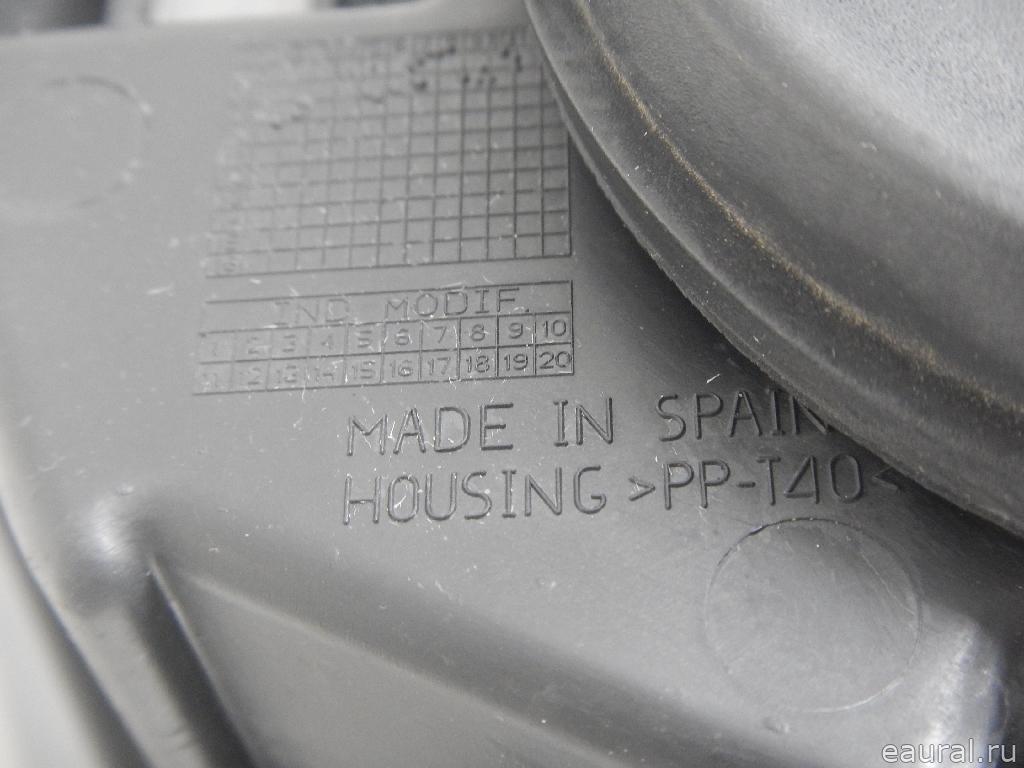 IND. MODIF.
1 2 3 4 5 6 7 8 9 10
11 12 13 14 15 16 17 18 19 20
MADE IN SPAIN
HOUSING >PP-T40<
eaural.ru